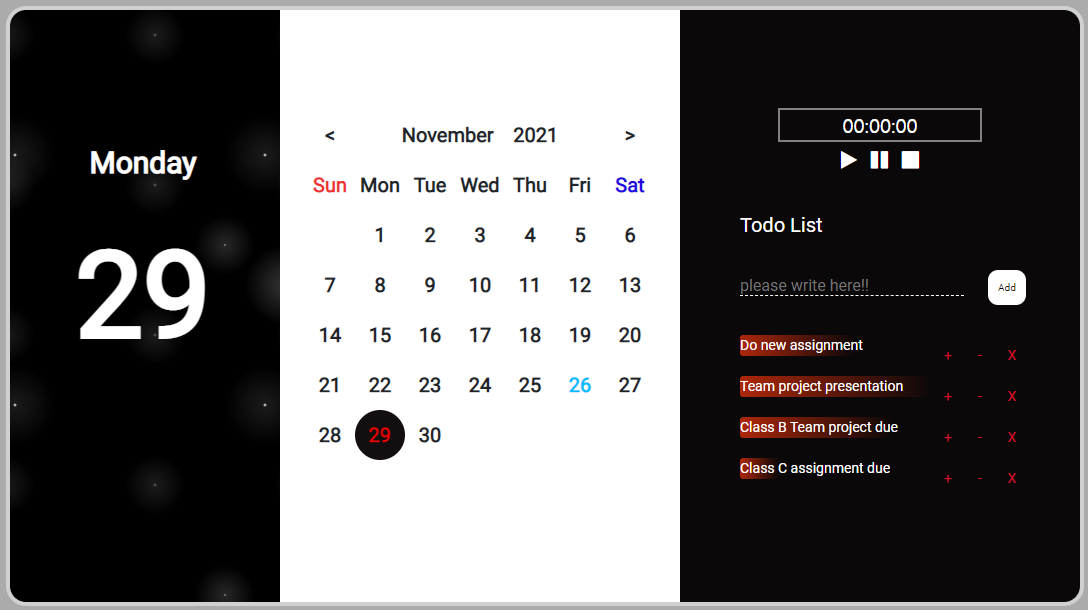 Monday
29
< November 2021 >
Sun Mon Tue Wed Thu Fri Sat
1 2 3 4 5 6
7 8 9 10 11 12 13
14 15 16 17 18 19 20
21 22 23 24 25 26 27
28 29 30
00:00:00
Todo List
please write here!! Add
Do new assignment + - X
Team project presentation + - X
Class B Team project due + - X
Class C assignment due + - X